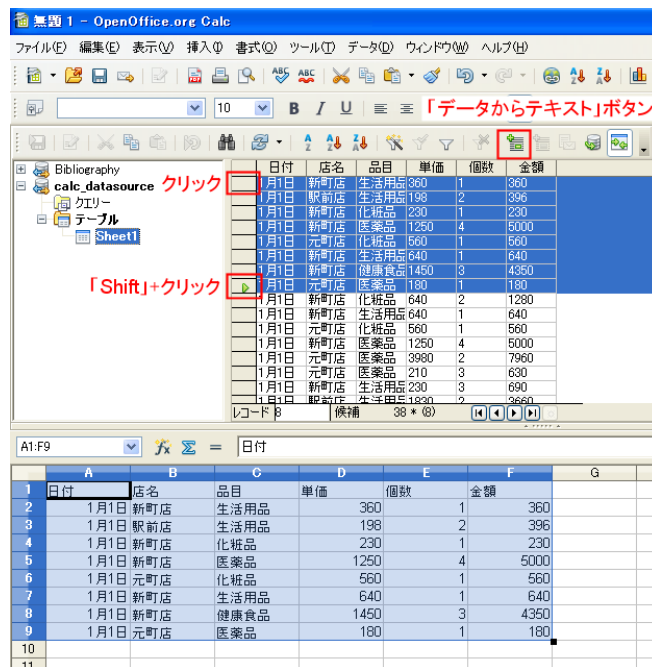 無題 1 - OpenOffice.org Calc
ファイル(F) 編集(E) 表示(V) 挿入(I) 書式(O) ツール(T) データ(D) ウィンドウ(W) ヘルプ(H)
10 B I U 「データからテキスト」ボタン
Bibliography
calc_datasource クリック
クエリー
テーブル
Sheet1
「Shift」+クリック
日付 店名 品目 単価 個数 金額
1月1日 新町店 生活用品 360 1 360
1月1日 駅前店 生活用品 198 2 396
1月1日 新町店 化粧品 230 1 230
1月1日 新町店 医薬品 1250 4 5000
1月1日 元町店 化粧品 560 1 560
1月1日 新町店 生活用品 640 1 640
1月1日 新町店 健康食品 1450 3 4350
1月1日 元町店 医薬品 180 1 180
1月1日 新町店 化粧品 640 2 1280
1月1日 新町店 生活用品 640 1 640
1月1日 元町店 化粧品 560 1 560
1月1日 新町店 医薬品 1250 4 5000
1月1日 元町店 医薬品 3980 2 7960
1月1日 元町店 医薬品 210 3 630
1月1日 新町店 生活用品 230 3 690
1月1日 駅前店 生活用品 1830 2 3660
レコード 8 候補 38 * (8)
A1:F9 日付
A B C D E F G
1 日付 店名 品目 単価 個数 金額
2 1月1日 新町店 生活用品 360 1 360
3 1月1日 駅前店 生活用品 198 2 396
4 1月1日 新町店 化粧品 230 1 230
5 1月1日 新町店 医薬品 1250 4 5000
6 1月1日 元町店 化粧品 560 1 560
7 1月1日 新町店 生活用品 640 1 640
8 1月1日 新町店 健康食品 1450 3 4350
9 1月1日 元町店 医薬品 180 1 180
10
11